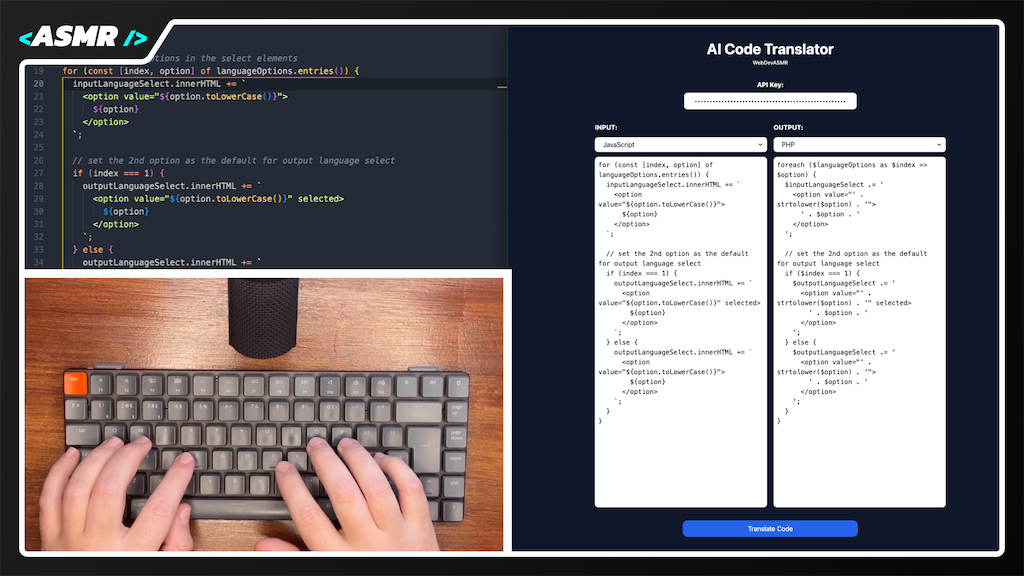 <ASMR />
tions in the select elements
19 for (const [index, option] of languageOptions.entries()) {
20 inputLanguageSelect.innerHTML += `
21 <option value="${option.toLowerCase()}">
22 ${option}
23 </option>
24 `;
25
26 // set the 2nd option as the default for output language select
27 if (index === 1) {
28 outputLanguageSelect.innerHTML += `
29 <option value="${option.toLowerCase()}" selected>
30 ${option}
31 </option>
32 `;
33 } else {
34 outputLanguageSelect.innerHTML += `
AI Code Translator
WebDevASMR
API Key:
INPUT:
JavaScript
for (const [index, option] of
languageOptions.entries()) {
inputLanguageSelect.innerHTML += `
<option
value="${option.toLowerCase()}">
${option}
</option>
`;
// set the 2nd option as the default
for output language select
if (index === 1) {
outputLanguageSelect.innerHTML += `
<option
value="${option.toLowerCase()}" selected>
${option}
</option>
`;
} else {
outputLanguageSelect.innerHTML += `
<option
value="${option.toLowerCase()}">
${option}
</option>
`;
}
}
OUTPUT:
PHP
foreach ($languageOptions as $index =>
$option) {
$inputLanguageSelect .= '
<option value="' .
strtolower($option) . '">
' . $option . '
</option>
';
// set the 2nd option as the default
for output language select
if ($index === 1) {
$outputLanguageSelect .= '
<option value="' .
strtolower($option) . '" selected>
' . $option . '
</option>
';
} else {
$outputLanguageSelect .= '
<option value="' .
strtolower($option) . '">
' . $option . '
</option>
';
}
}
Translate Code